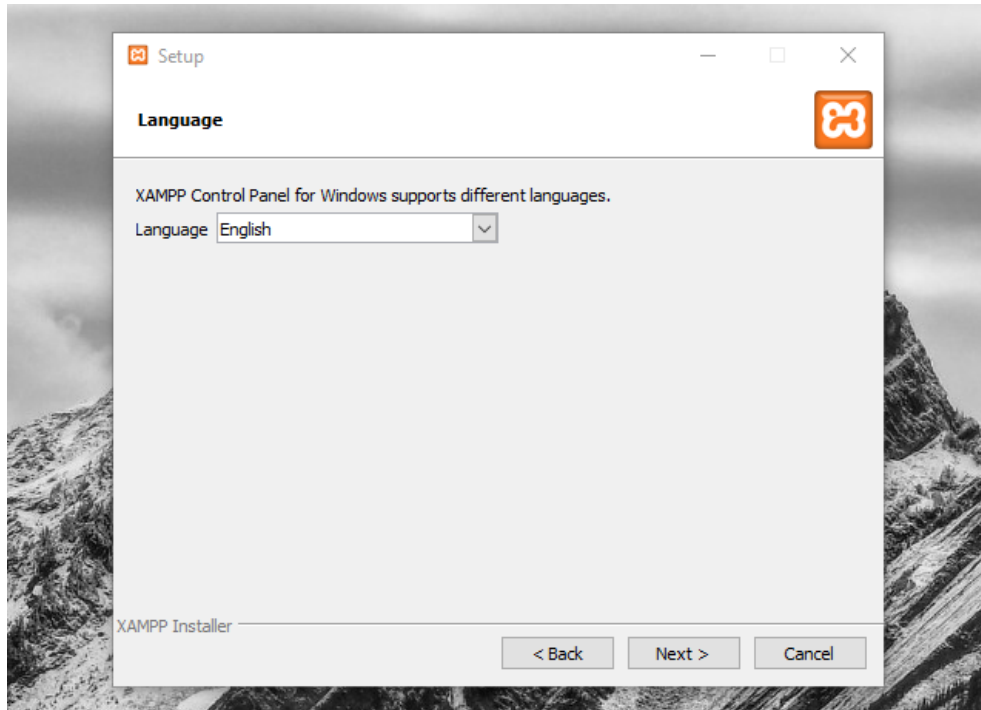 Setup
Language
XAMPP Control Panel for Windows supports different languages.
Language English
XAMPP Installer
< Back Next > Cancel